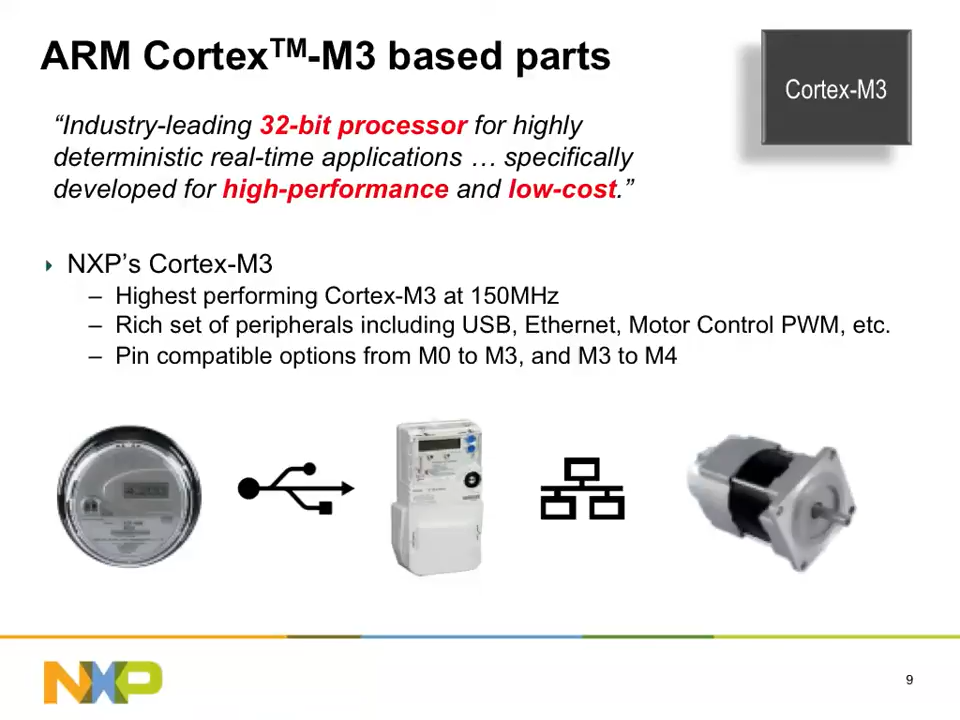 ARM Cortex™-M3 based parts
Cortex-M3
“Industry-leading 32-bit processor for highly
deterministic real-time applications … specifically
developed for high-performance and low-cost.”
NXP’s Cortex-M3
– Highest performing Cortex-M3 at 150MHz
– Rich set of peripherals including USB, Ethernet, Motor Control PWM, etc.
– Pin compatible options from M0 to M3, and M3 to M4
NXP
9